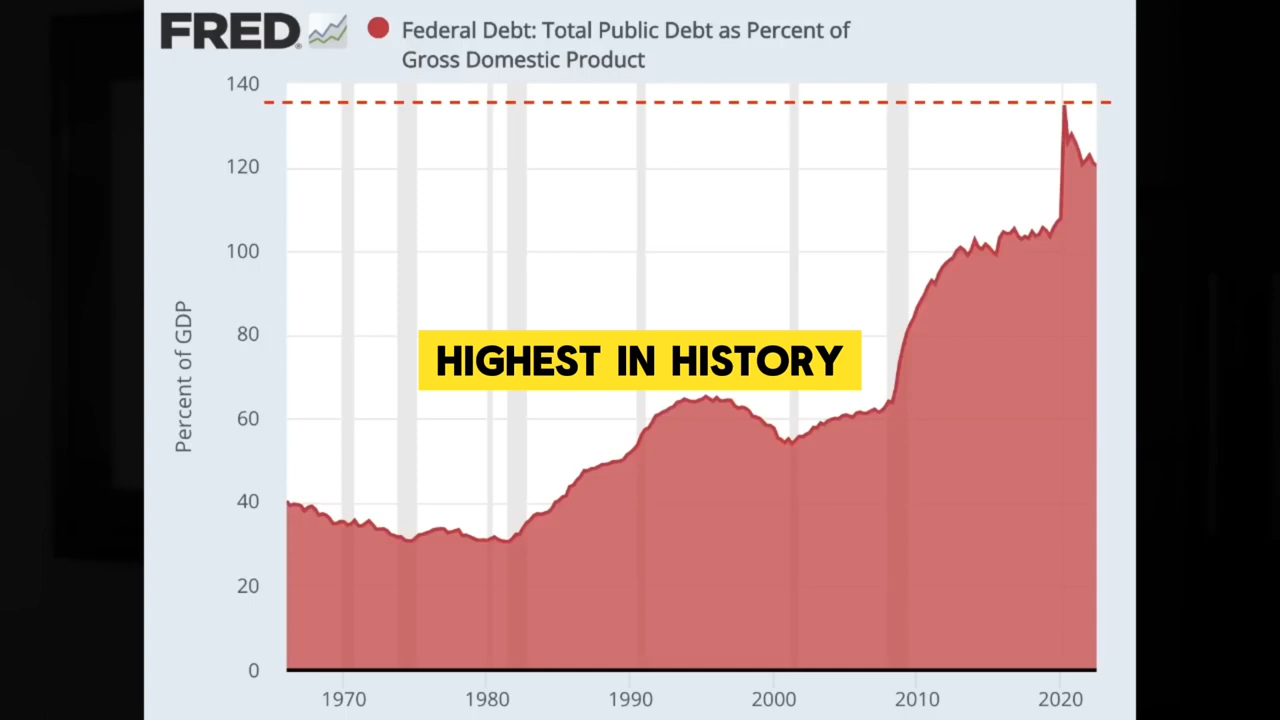 FRED
Federal Debt: Total Public Debt as Percent of
Gross Domestic Product
140
120
100
80
60
40
20
0
Percent of GDP
HIGHEST IN HISTORY
1970
1980
1990
2000
2010
2020